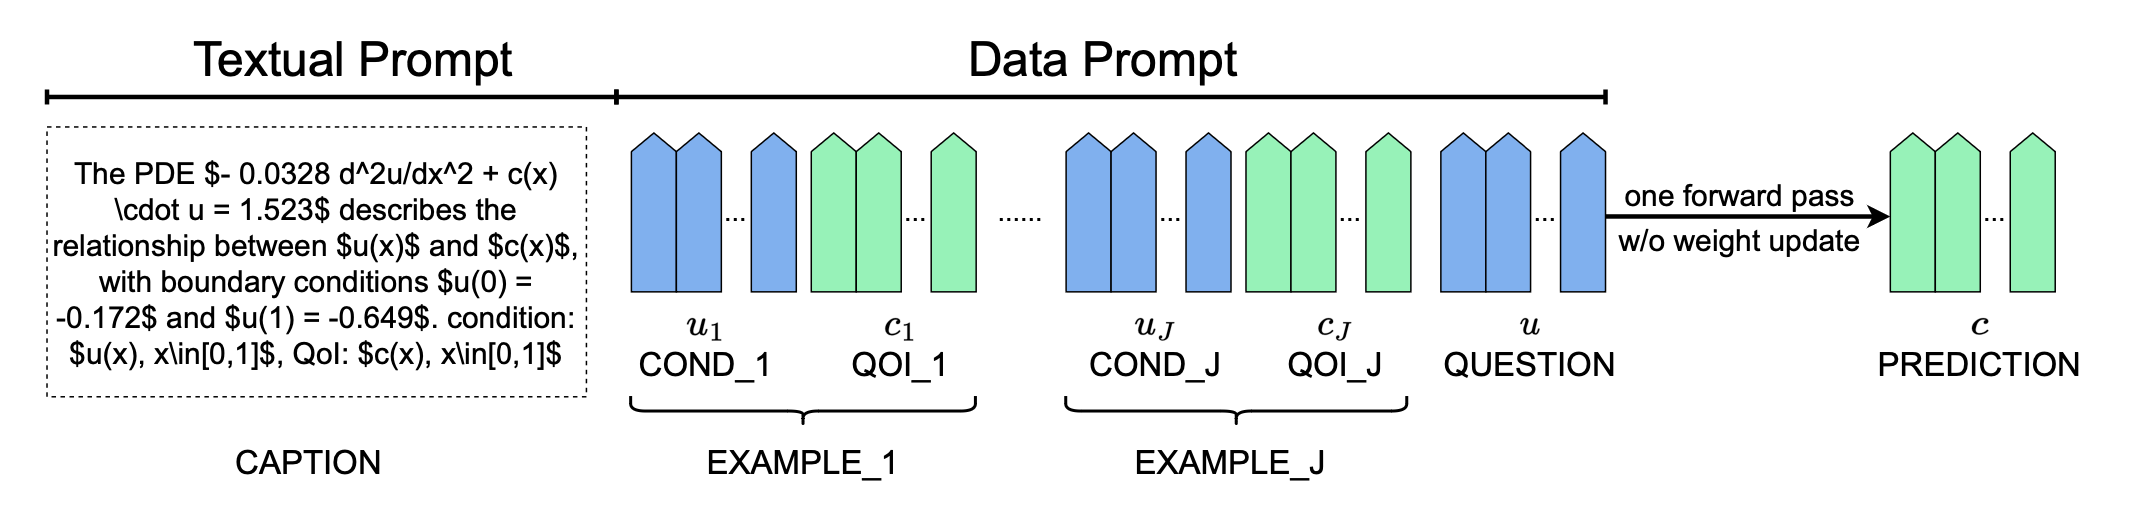 Textual Prompt
Data Prompt
The PDE $- 0.0328 d^2u/dx^2 + c(x)
\cdot u = 1.523$ describes the
relationship between $u(x)$ and $c(x)$,
with boundary conditions $u(0) =
-0.172$ and $u(1) = -0.649$. condition:
$u(x), x\in[0,1]$, QoI: $c(x), x\in[0,1]$
CAPTION
...
...
......
...
...
...
one forward pass
w/o weight update
...
u₁
c₁
u_J
c_J
u
c
COND_1
QOI_1
COND_J
QOI_J
QUESTION
PREDICTION
EXAMPLE_1
EXAMPLE_J